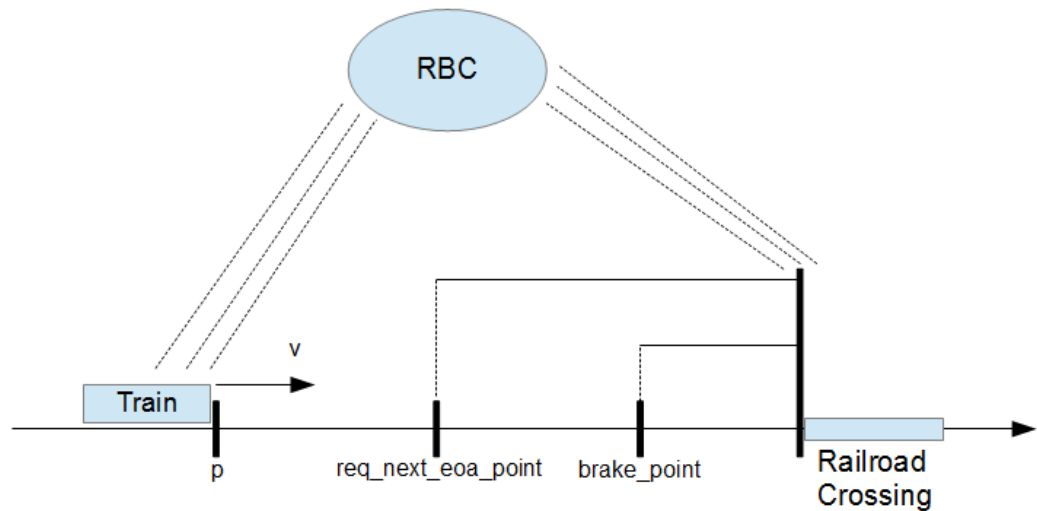 RBC
v
Train
p
req_next_eoa_point
brake_point
Railroad
Crossing